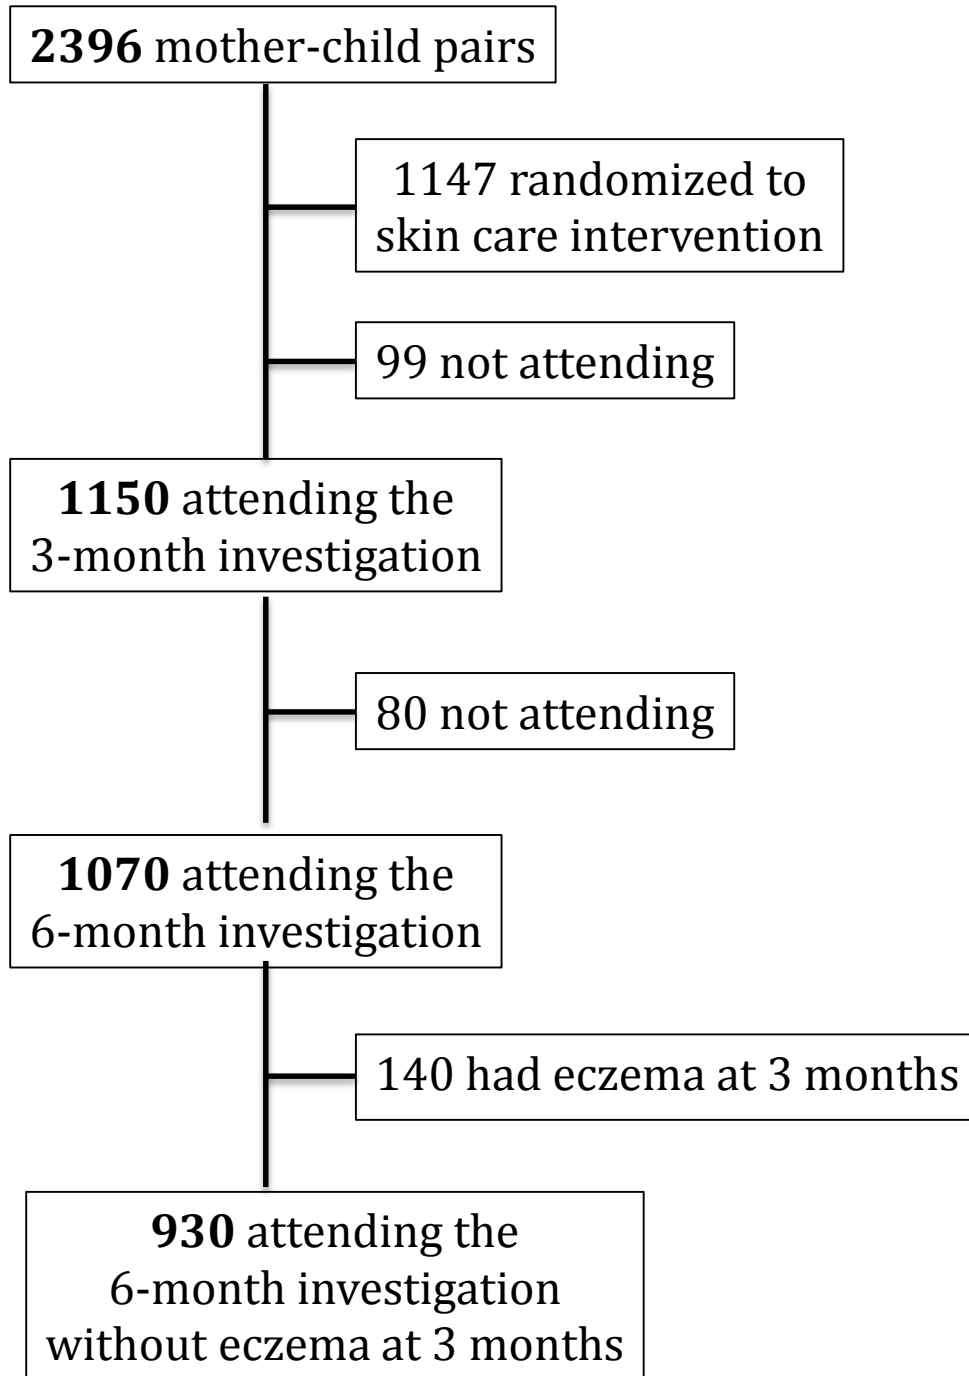 2396 mother-child pairs
1147 randomized to
skin care intervention
99 not attending
1150 attending the
3-month investigation
80 not attending
1070 attending the
6-month investigation
140 had eczema at 3 months
930 attending the
6-month investigation
without eczema at 3 months